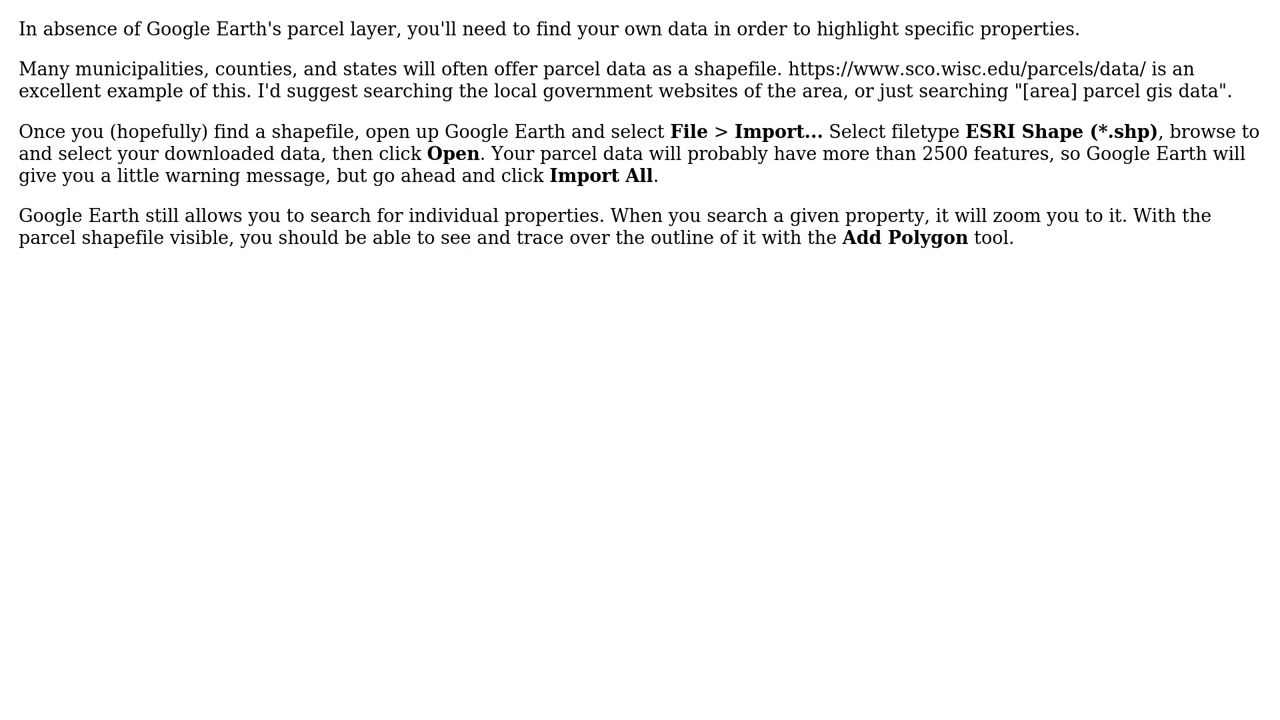 In absence of Google Earth's parcel layer, you'll need to find your own data in order to highlight specific properties.
Many municipalities, counties, and states will often offer parcel data as a shapefile. https://www.sco.wisc.edu/parcels/data/ is an
excellent example of this. I'd suggest searching the local government websites of the area, or just searching "[area] parcel gis data".
Once you (hopefully) find a shapefile, open up Google Earth and select File > Import... Select filetype ESRI Shape (*.shp), browse to
and select your downloaded data, then click Open. Your parcel data will probably have more than 2500 features, so Google Earth will
give you a little warning message, but go ahead and click Import All.
Google Earth still allows you to search for individual properties. When you search a given property, it will zoom you to it. With the
parcel shapefile visible, you should be able to see and trace over the outline of it with the Add Polygon tool.